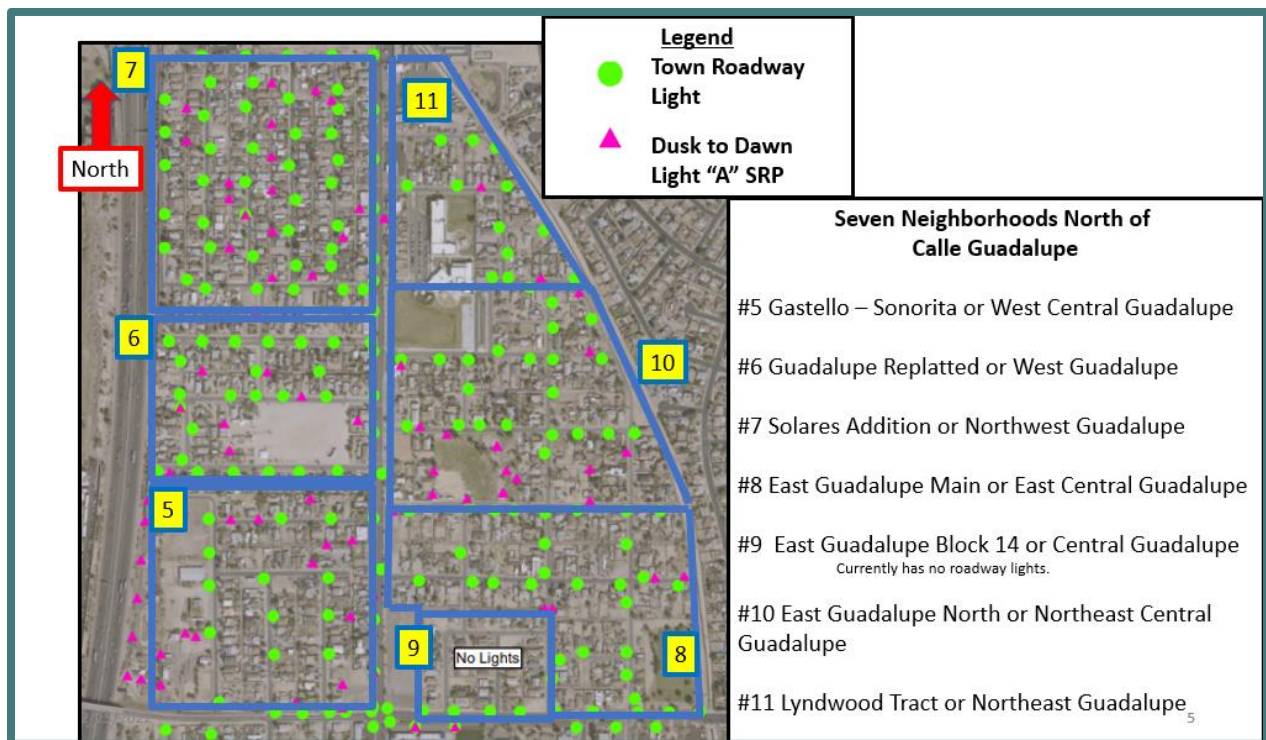 Legend
Town Roadway
Light
Dusk to Dawn
Light “A” SRP
7
North
11
6
10
5
9
No Lights
8
Seven Neighborhoods North of
Calle Guadalupe
#5 Gastello – Sonorita or West Central Guadalupe
#6 Guadalupe Replatted or West Guadalupe
#7 Solares Addition or Northwest Guadalupe
#8 East Guadalupe Main or East Central Guadalupe
#9 East Guadalupe Block 14 or Central Guadalupe
Currently has no roadway lights.
#10 East Guadalupe North or Northeast Central
Guadalupe
#11 Lyndwood Tract or Northeast Guadalupe
5